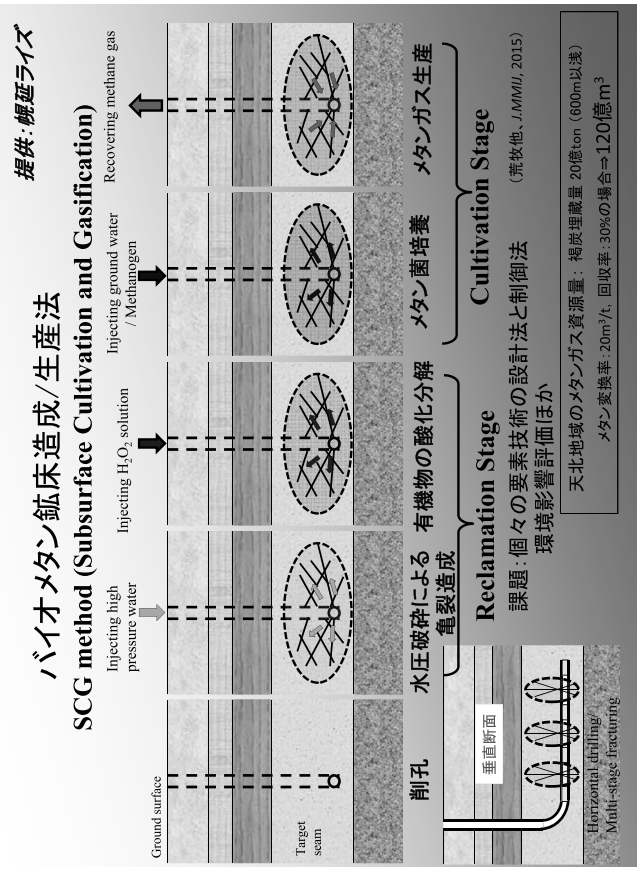 提供：幌延ライズ
バイオメタン鉱床造成/生産法
SCG method (Subsurface Cultivation and Gasification)
Ground surface
Target
seam
Injecting high
pressure water
Injecting H₂O₂ solution
Injecting ground water
/ Methanogen
Recovering methane gas
削孔
水圧破砕による
亀裂造成
有機物の酸化分解
メタン菌培養
メタンガス生産
Reclamation Stage
Cultivation Stage
垂直断面
Horizontal drilling/
Multi-stage fracturing
課題：個々の要素技術の設計法と制御法
環境影響評価ほか
（荒牧他、J.MMIJ, 2015）
天北地域のメタンガス資源量： 褐炭埋蔵量 20億ton（600m以浅）
メタン変換率：20m³/t, 回収率：30%の場合⇒120億m³